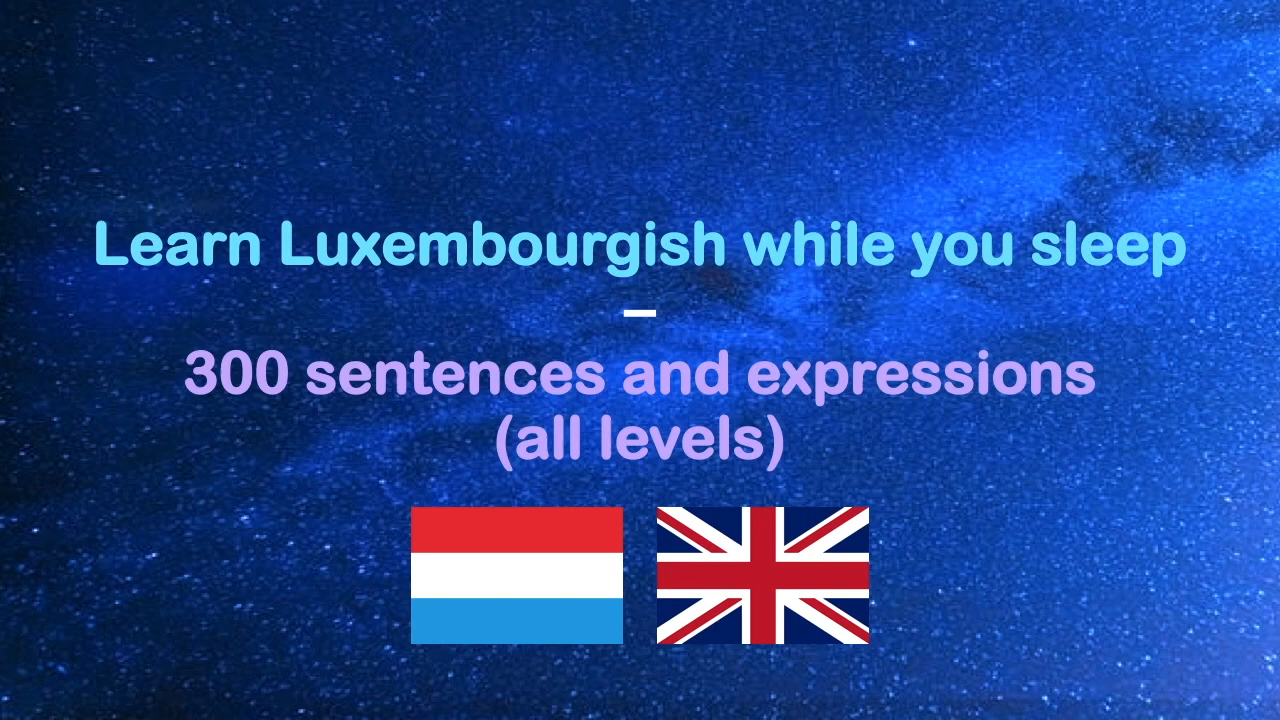 Learn Luxembourgish while you sleep
–
300 sentences and expressions
(all levels)